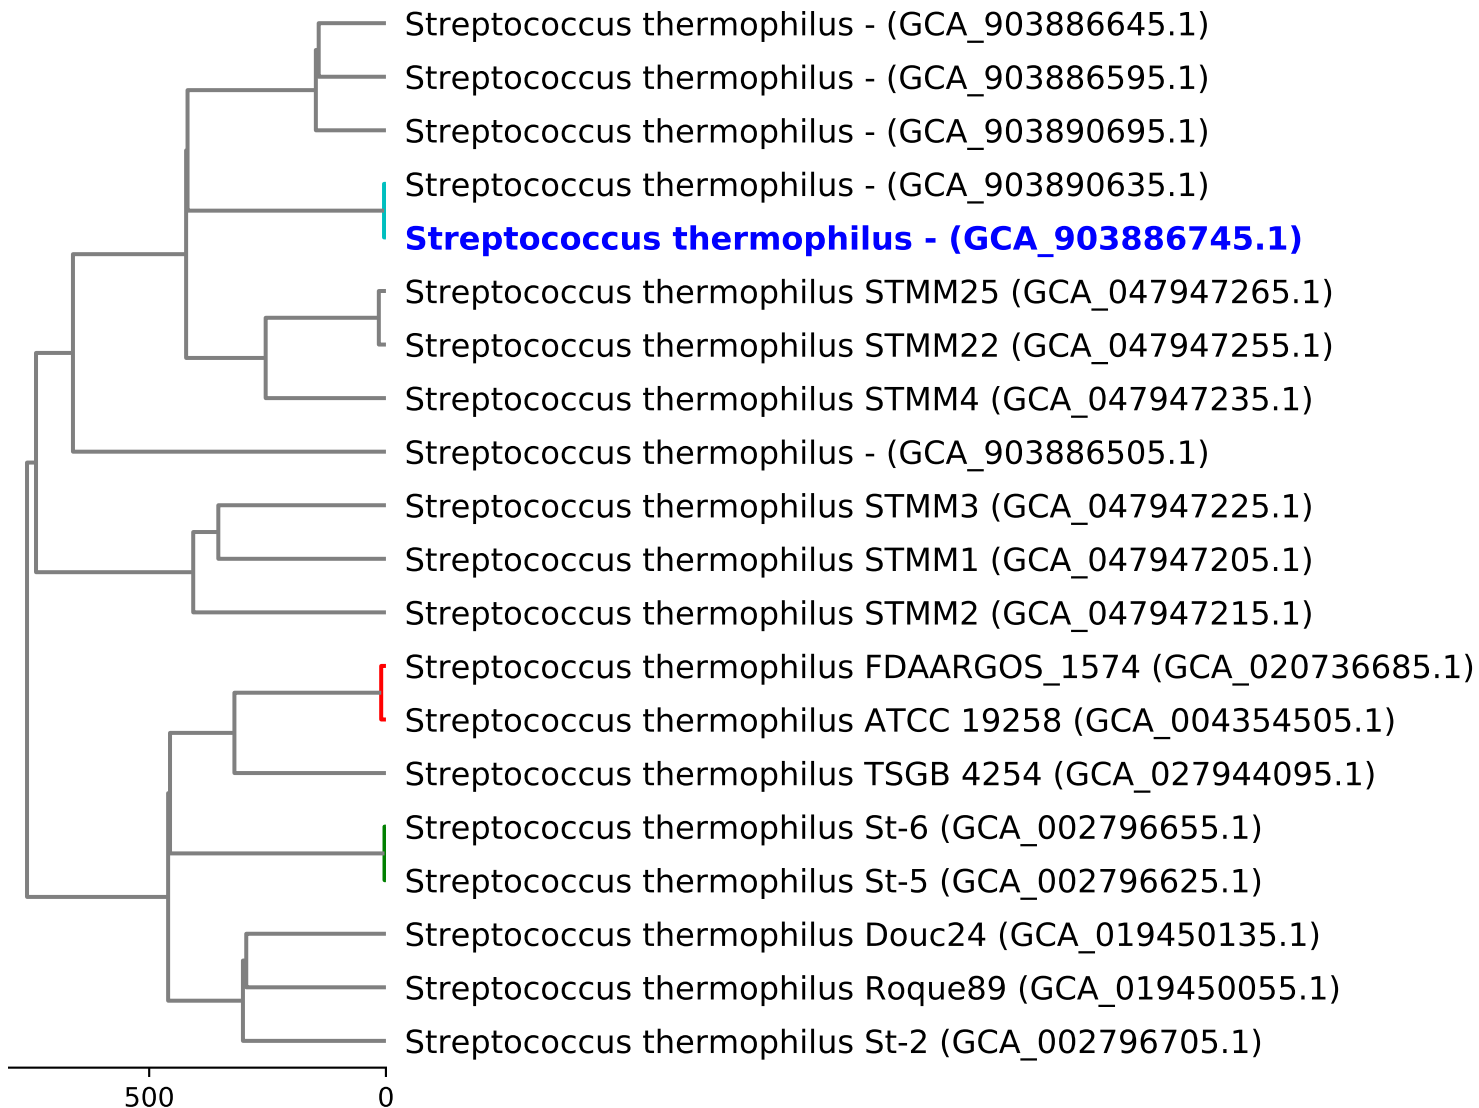 Streptococcus thermophilus - (GCA_903886645.1)
Streptococcus thermophilus - (GCA_903886595.1)
Streptococcus thermophilus - (GCA_903890695.1)
Streptococcus thermophilus - (GCA_903890635.1)
Streptococcus thermophilus - (GCA_903886745.1)
Streptococcus thermophilus STMM25 (GCA_047947265.1)
Streptococcus thermophilus STMM22 (GCA_047947255.1)
Streptococcus thermophilus STMM4 (GCA_047947235.1)
Streptococcus thermophilus - (GCA_903886505.1)
Streptococcus thermophilus STMM3 (GCA_047947225.1)
Streptococcus thermophilus STMM1 (GCA_047947205.1)
Streptococcus thermophilus STMM2 (GCA_047947215.1)
Streptococcus thermophilus FDAARGOS_1574 (GCA_020736685.1)
Streptococcus thermophilus ATCC 19258 (GCA_004354505.1)
Streptococcus thermophilus TSGB 4254 (GCA_027944095.1)
Streptococcus thermophilus St-6 (GCA_002796655.1)
Streptococcus thermophilus St-5 (GCA_002796625.1)
Streptococcus thermophilus Douc24 (GCA_019450135.1)
Streptococcus thermophilus Roque89 (GCA_019450055.1)
Streptococcus thermophilus St-2 (GCA_002796705.1)
500 0